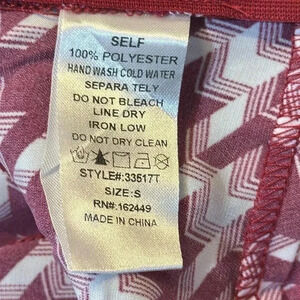 SELF
100% POLYESTER
HAND WASH COLD WATER
SEPARA TELY
DO NOT BLEACH
LINE DRY
IRON LOW
DO NOT DRY CLEAN
STYLE#:33517T
SIZE:S
RN#:162449
MADE IN CHINA